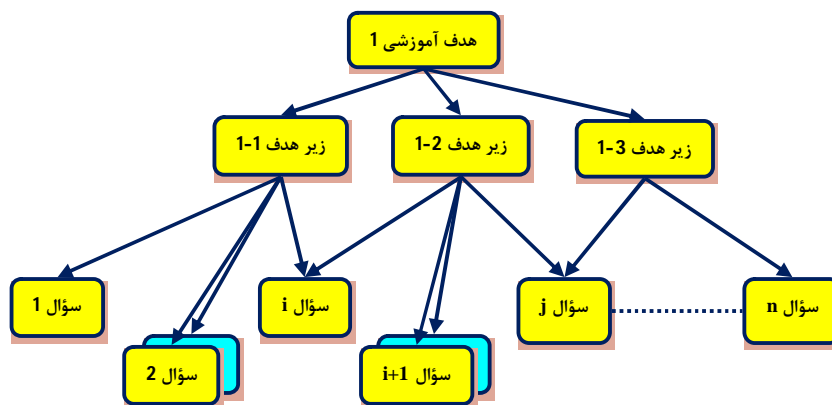 هدف آموزشی 1
زیر هدف 1-1
زیر هدف 2-1
زیر هدف 3-1
سؤال 1
سؤال i
سؤال j
سؤال n
سؤال 2
سؤال i+1